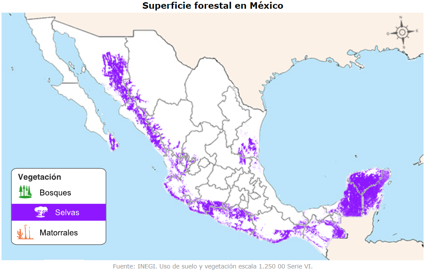 Superficie forestal en México
Vegetación
Bosques
Selvas
Matorrales
Fuente: INEGI. Uso de suelo y vegetación escala 1.250 00 Serie VI.